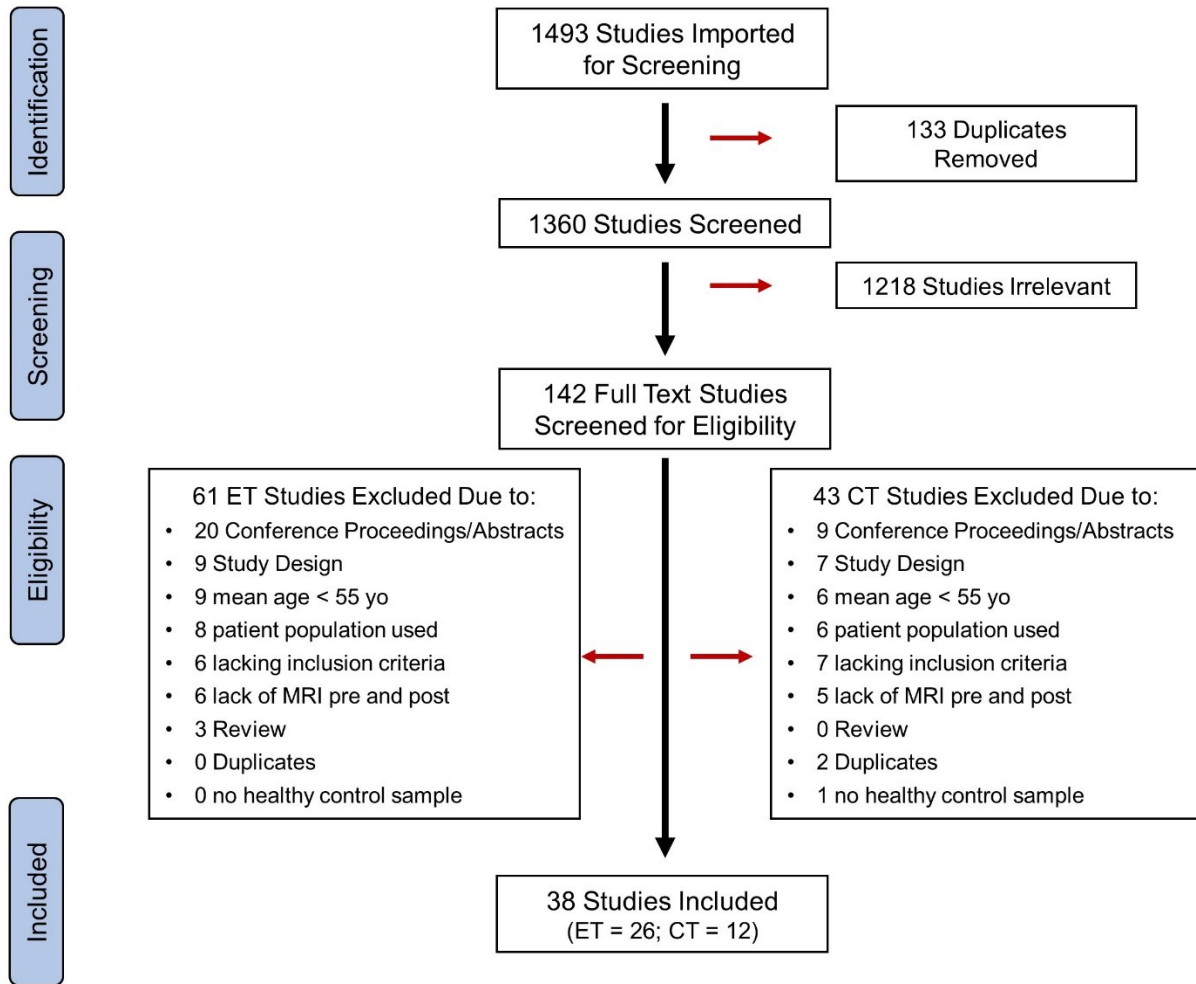 Identification
1493 Studies Imported
for Screening
133 Duplicates
Removed
1360 Studies Screened
Screening
1218 Studies Irrelevant
142 Full Text Studies
Screened for Eligibility
Eligibility
61 ET Studies Excluded Due to:
• 20 Conference Proceedings/Abstracts
• 9 Study Design
• 9 mean age < 55 yo
• 8 patient population used
• 6 lacking inclusion criteria
• 6 lack of MRI pre and post
• 3 Review
• 0 Duplicates
• 0 no healthy control sample
43 CT Studies Excluded Due to:
• 9 Conference Proceedings/Abstracts
• 7 Study Design
• 6 mean age < 55 yo
• 6 patient population used
• 7 lacking inclusion criteria
• 5 lack of MRI pre and post
• 0 Review
• 2 Duplicates
• 1 no healthy control sample
Included
38 Studies Included
(ET = 26; CT = 12)